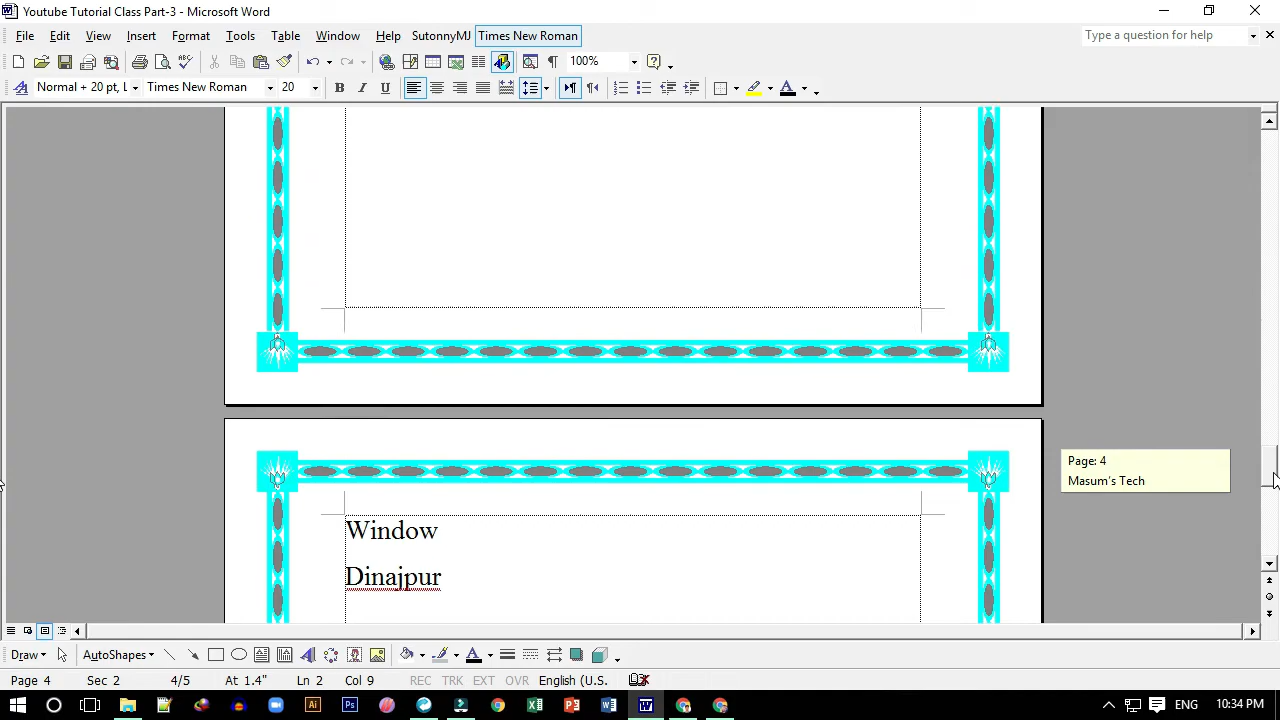 Youtube Tutorial Class Part-3 - Microsoft Word
File Edit View Insert Format Tools Table Window Help SutonnyMJ Times New Roman Type a question for help
100%
Normal + 20 pt, L Times New Roman 20 B I U A
Page: 4
Masum's Tech
Window
Dinajpur
Draw AutoShapes
Page 4 Sec 2 4/5 At 1.4" Ln 2 Col 9 REC TRK EXT OVR English (U.S.
Ai Ps ENG 10:34 PM